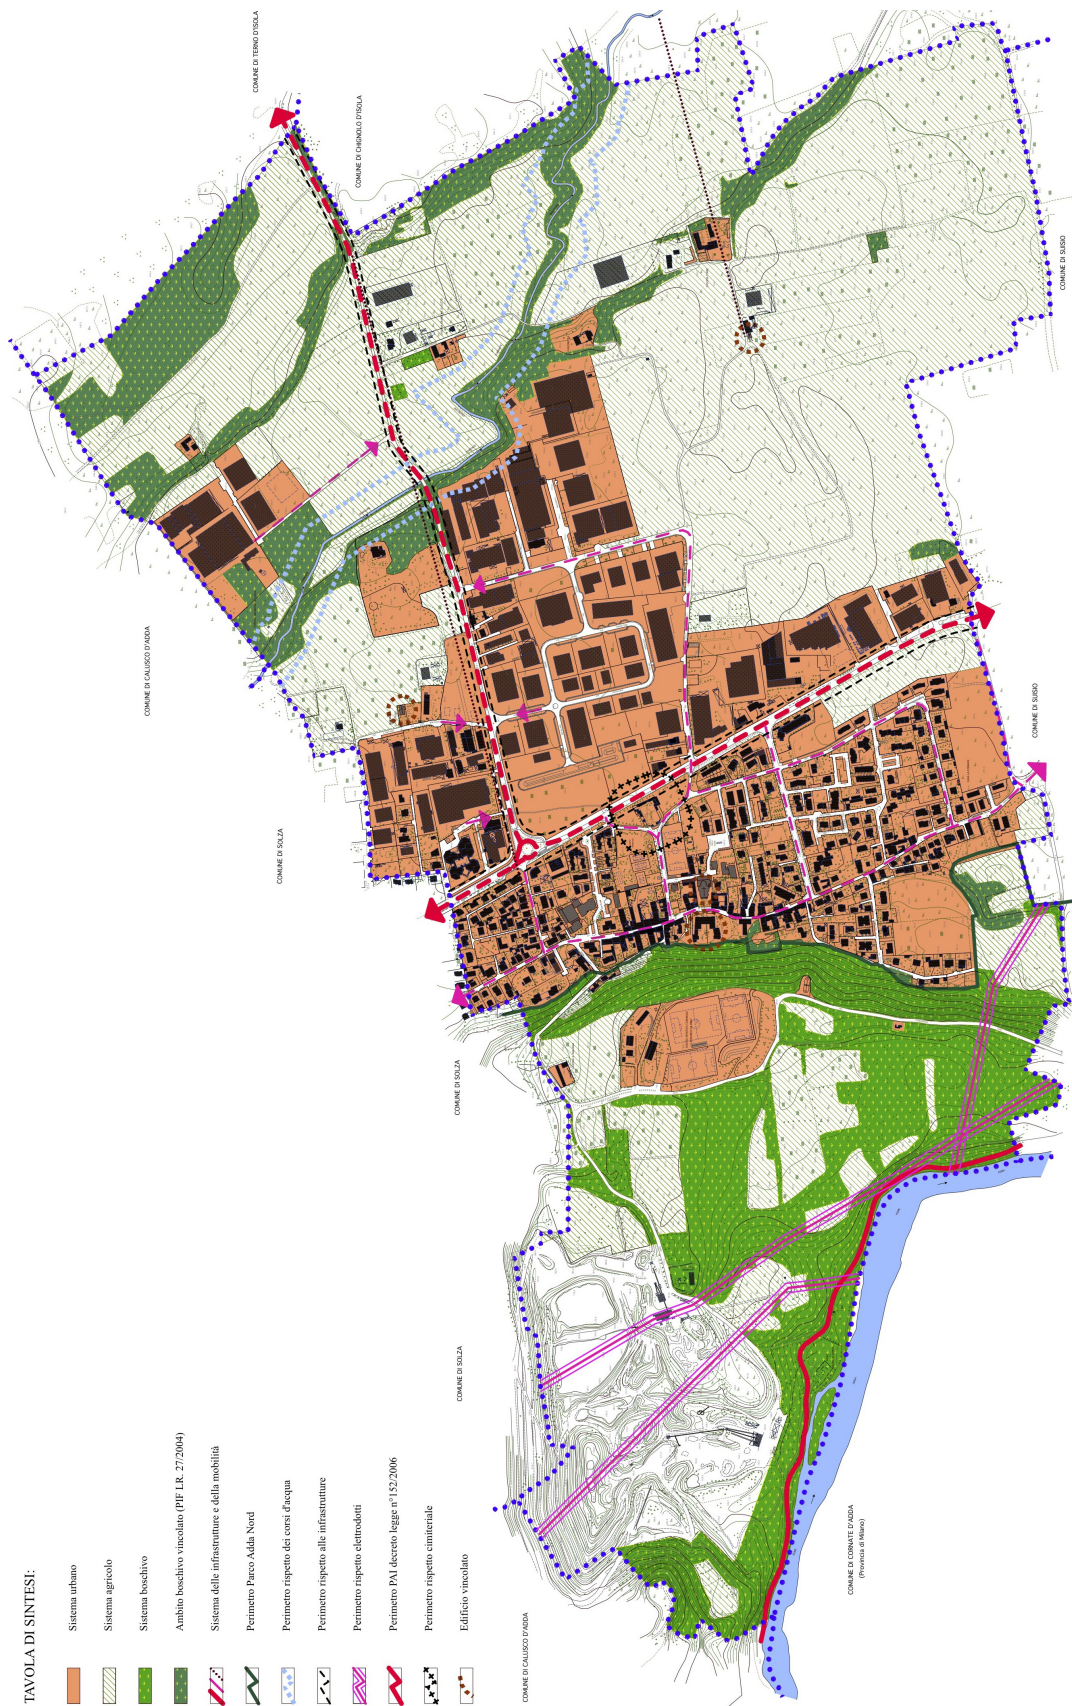 TAVOLA DI SINTESI:
Sistema urbano
Sistema agricolo
Sistema boschivo
Ambito boschivo vincolato (PIF LR. 27/2004)
Sistema delle infrastrutture e della mobilità
Perimetro Parco Adda Nord
Perimetro rispetto dei corsi d'acqua
Perimetro rispetto alle infrastrutture
Perimetro rispetto elettrodotti
Perimetro PAI decreto legge n°152/2006
Perimetro rispetto cimiteriale
Edificio vincolato
COMUNE DI CALUSCO D'ADDA
COMUNE DI SOLZA
COMUNE DI SOLZA
COMUNE DI SOLZA
COMUNE DI CALUSCO D'ADDA
COMUNE DI TERNO D'ISOLA
COMUNE DI CHIGNOLO D'ISOLA
COMUNE DI SUISIO
COMUNE DI SUISIO
COMUNE DI CORNATE D'ADDA
(Provincia di Milano)